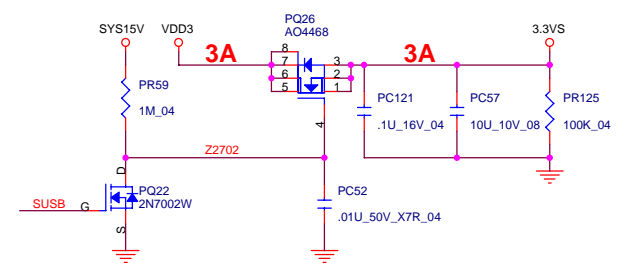 SYS15V
VDD3
PQ26
AO4468
3.3VS
3A
3A
8
7
6
5
3
2
1
4
PR59
1M_04
PC121
.1U_16V_04
PC57
10U_10V_08
PR125
100K_04
Z2702
D
PQ22
2N7002W
SUSB
G
S
PC52
.01U_50V_X7R_04